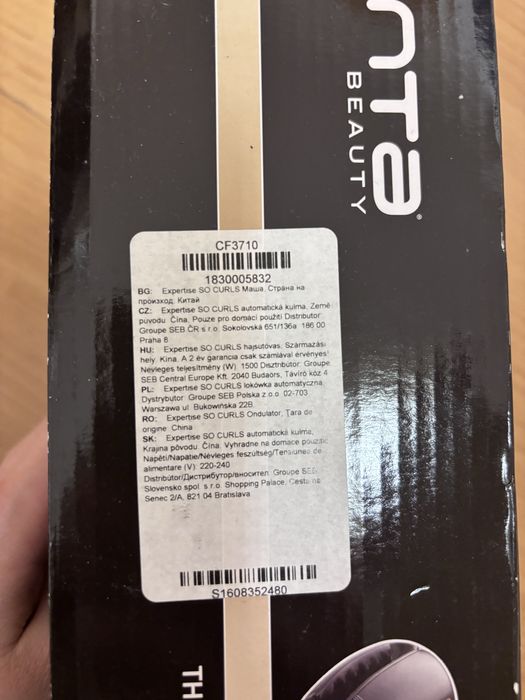 nTa
BEAUTY
CF3710
1830005832
BG: Expertise SO CURLS Маша, Страна на
произход: Китай
CZ: Expertise SO CURLS automatická kulma, Země
původu: Čína. Pouze pro domácí použití Distributor
Groupe SEB ČR s.r.o. Sokolovská 651/136a 186 00
Praha 8
HU: Expertise SO CURLS hajsütővas, Származási
hely: Kína. A 2 év garancia csak számlával érvényes!
Névleges teljesítmény (W) 1500 Disztribútor: Groupe
SEB Central Europe Kft. 2040 Budaörs, Távíró köz 4
PL: Expertise SO CURLS lokówka automatyczna
Dystrybutor: Groupe SEB Polska z.o.o. 02-703
Warszawa ul. Bukowińska 22B
RO: Expertise SO CURLS Ondulator, Țara de
origine: China
SK: Expertise SO CURLS automatická kulma,
Krajina pôvodu: Čína. Vyhradne na domace použitie
Napětí/Napätie/Névleges feszültség/Tensiunea de
alimentare (V): 220-240
Distribútor/Дистрибутор/вносител: Groupe SEB
Slovensko spol. s r.o. Shopping Palace, Cesta na
Senec 2/A, 821 04 Bratislava
S1608352480
TH